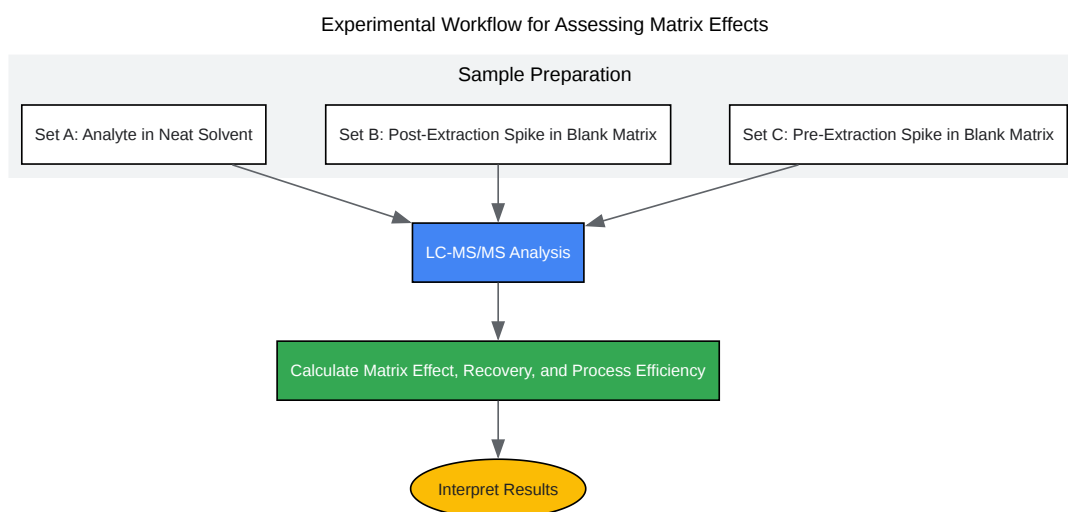 Experimental Workflow for Assessing Matrix Effects
Sample Preparation
Set A: Analyte in Neat Solvent
Set B: Post-Extraction Spike in Blank Matrix
Set C: Pre-Extraction Spike in Blank Matrix
LC-MS/MS Analysis
Calculate Matrix Effect, Recovery, and Process Efficiency
Interpret Results